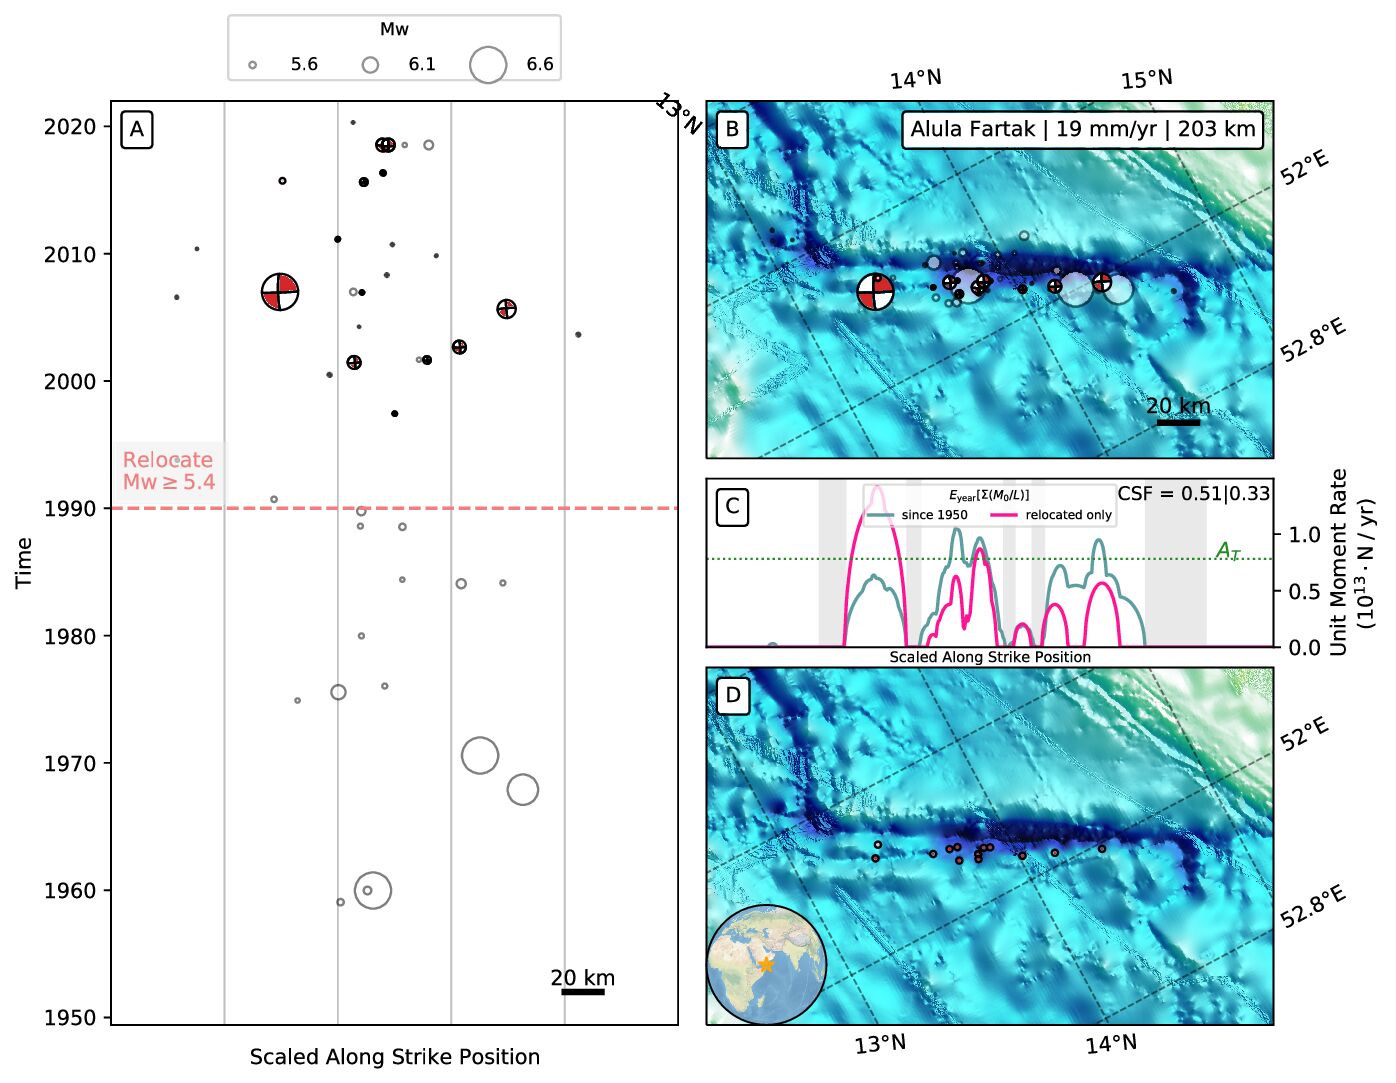 Mw
5.6 6.1 6.6
A
2020
2010
2000
1990
1980
1970
1960
1950
Time
Relocate
Mw ≥ 5.4
20 km
Scaled Along Strike Position
13°N
14°N 15°N
B
Alula Fartak | 19 mm/yr | 203 km
52°E
52.8°E
20 km
C
E_year[Σ(M₀/L)]
since 1950 relocated only
CSF = 0.51|0.33
A_T
1.0
0.5
0.0
Unit Moment Rate
(10¹³ · N / yr)
Scaled Along Strike Position
D
52°E
52.8°E
13°N 14°N